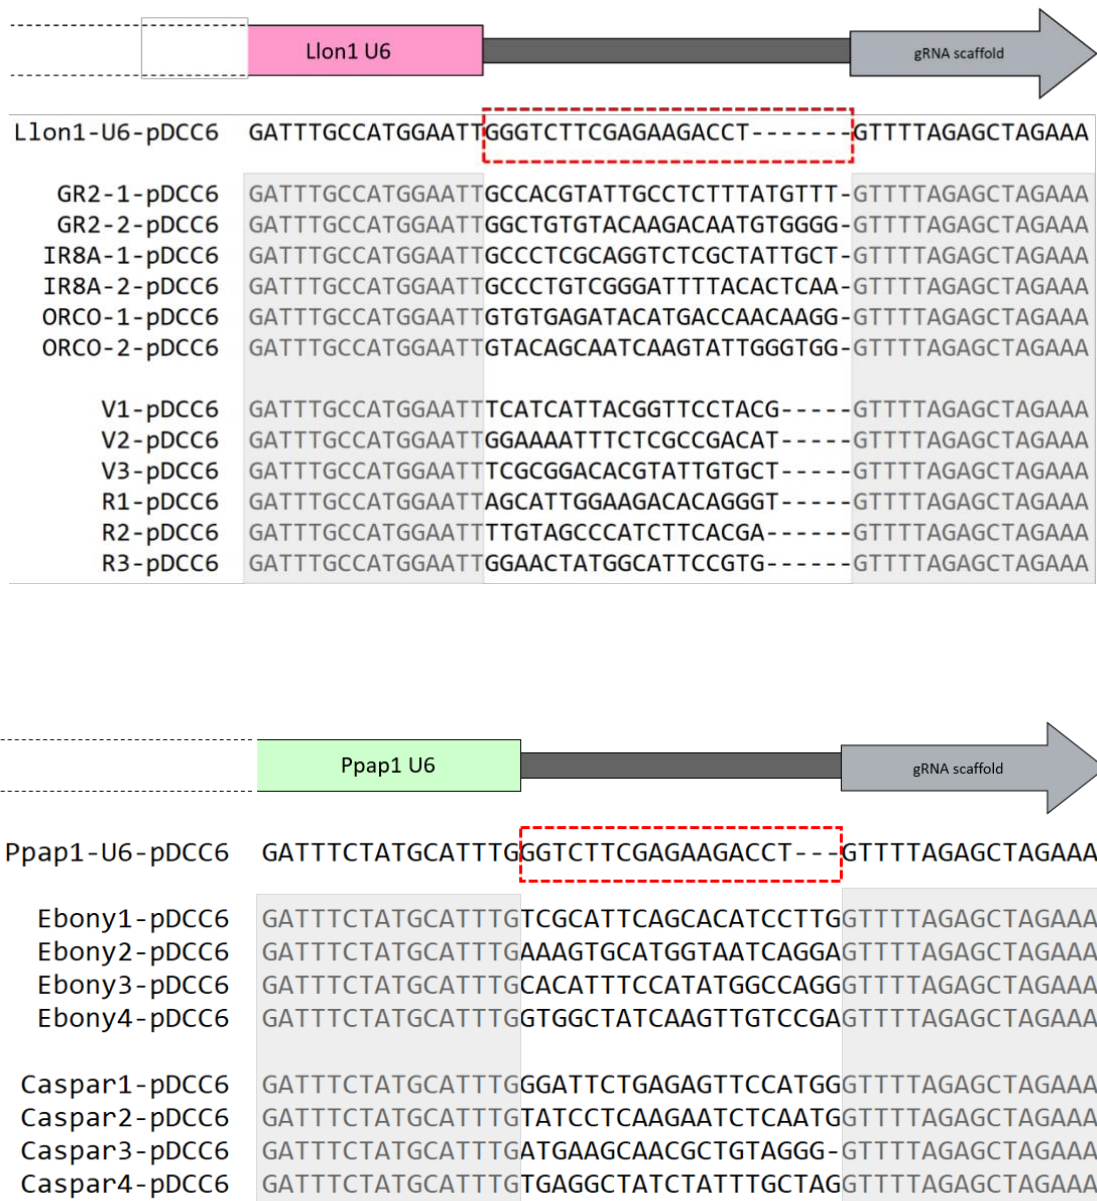 Llon1 U6 gRNA scaffold
Llon1-U6-pDCC6 GATTTGCCATGGAATTGGGTCTTCGAGAAGACCT-------GTTTTAGAGCTAGAAA
GR2-1-pDCC6 GATTTGCCATGGAATTGCCACGTATTGCCTCTTTATGTTT-GTTTTAGAGCTAGAAA
GR2-2-pDCC6 GATTTGCCATGGAATTGGCTGTGTACAAGACAATGTGGGG-GTTTTAGAGCTAGAAA
IR8A-1-pDCC6 GATTTGCCATGGAATTGCCCTCGCAGGTCTCGCTATTGCT-GTTTTAGAGCTAGAAA
IR8A-2-pDCC6 GATTTGCCATGGAATTGCCCTGTCGGGATTTTACACTCAA-GTTTTAGAGCTAGAAA
ORCO-1-pDCC6 GATTTGCCATGGAATTGTGTGAGATACATGACCAACAAGG-GTTTTAGAGCTAGAAA
ORCO-2-pDCC6 GATTTGCCATGGAATTGTACAGCAATCAAGTATTGGGTGG-GTTTTAGAGCTAGAAA
V1-pDCC6 GATTTGCCATGGAATTTCATCATTACGGTTCCTACG-----GTTTTAGAGCTAGAAA
V2-pDCC6 GATTTGCCATGGAATTGGAAAATTTCTCGCCGACAT-----GTTTTAGAGCTAGAAA
V3-pDCC6 GATTTGCCATGGAATTTCGCGGACACGTATTGTGCT-----GTTTTAGAGCTAGAAA
R1-pDCC6 GATTTGCCATGGAATTAGCATTGGAAGACACAGGGT-----GTTTTAGAGCTAGAAA
R2-pDCC6 GATTTGCCATGGAATTTTGTAGCCCATCTTCACGA------GTTTTAGAGCTAGAAA
R3-pDCC6 GATTTGCCATGGAATTGGAACTATGGCATTCCGTG------GTTTTAGAGCTAGAAA
Ppap1 U6 gRNA scaffold
Ppap1-U6-pDCC6 GATTTCTATGCATTTGGGTCTTCGAGAAGACCT---GTTTTAGAGCTAGAAA
Ebony1-pDCC6 GATTTCTATGCATTTGTCGCATTCAGCACATCCTTGGTTTTAGAGCTAGAAA
Ebony2-pDCC6 GATTTCTATGCATTTGAAAGTGCATGGTAATCAGGAGTTTTAGAGCTAGAAA
Ebony3-pDCC6 GATTTCTATGCATTTGCACATTTCCATATGGCCAGGGTTTTAGAGCTAGAAA
Ebony4-pDCC6 GATTTCTATGCATTTGGTGGCTATCAAGTTGTCCGAGTTTTAGAGCTAGAAA
Caspar1-pDCC6 GATTTCTATGCATTTGGGATTCTGAGAGTTCCATGGGTTTTAGAGCTAGAAA
Caspar2-pDCC6 GATTTCTATGCATTTGTATCCTCAAGAATCTCAATGGTTTTAGAGCTAGAAA
Caspar3-pDCC6 GATTTCTATGCATTTGATGAAGCAACGCTGTAGGG-GTTTTAGAGCTAGAAA
Caspar4-pDCC6 GATTTCTATGCATTTGTGAGGCTATCTATTTGCTAGGTTTTAGAGCTAGAAA